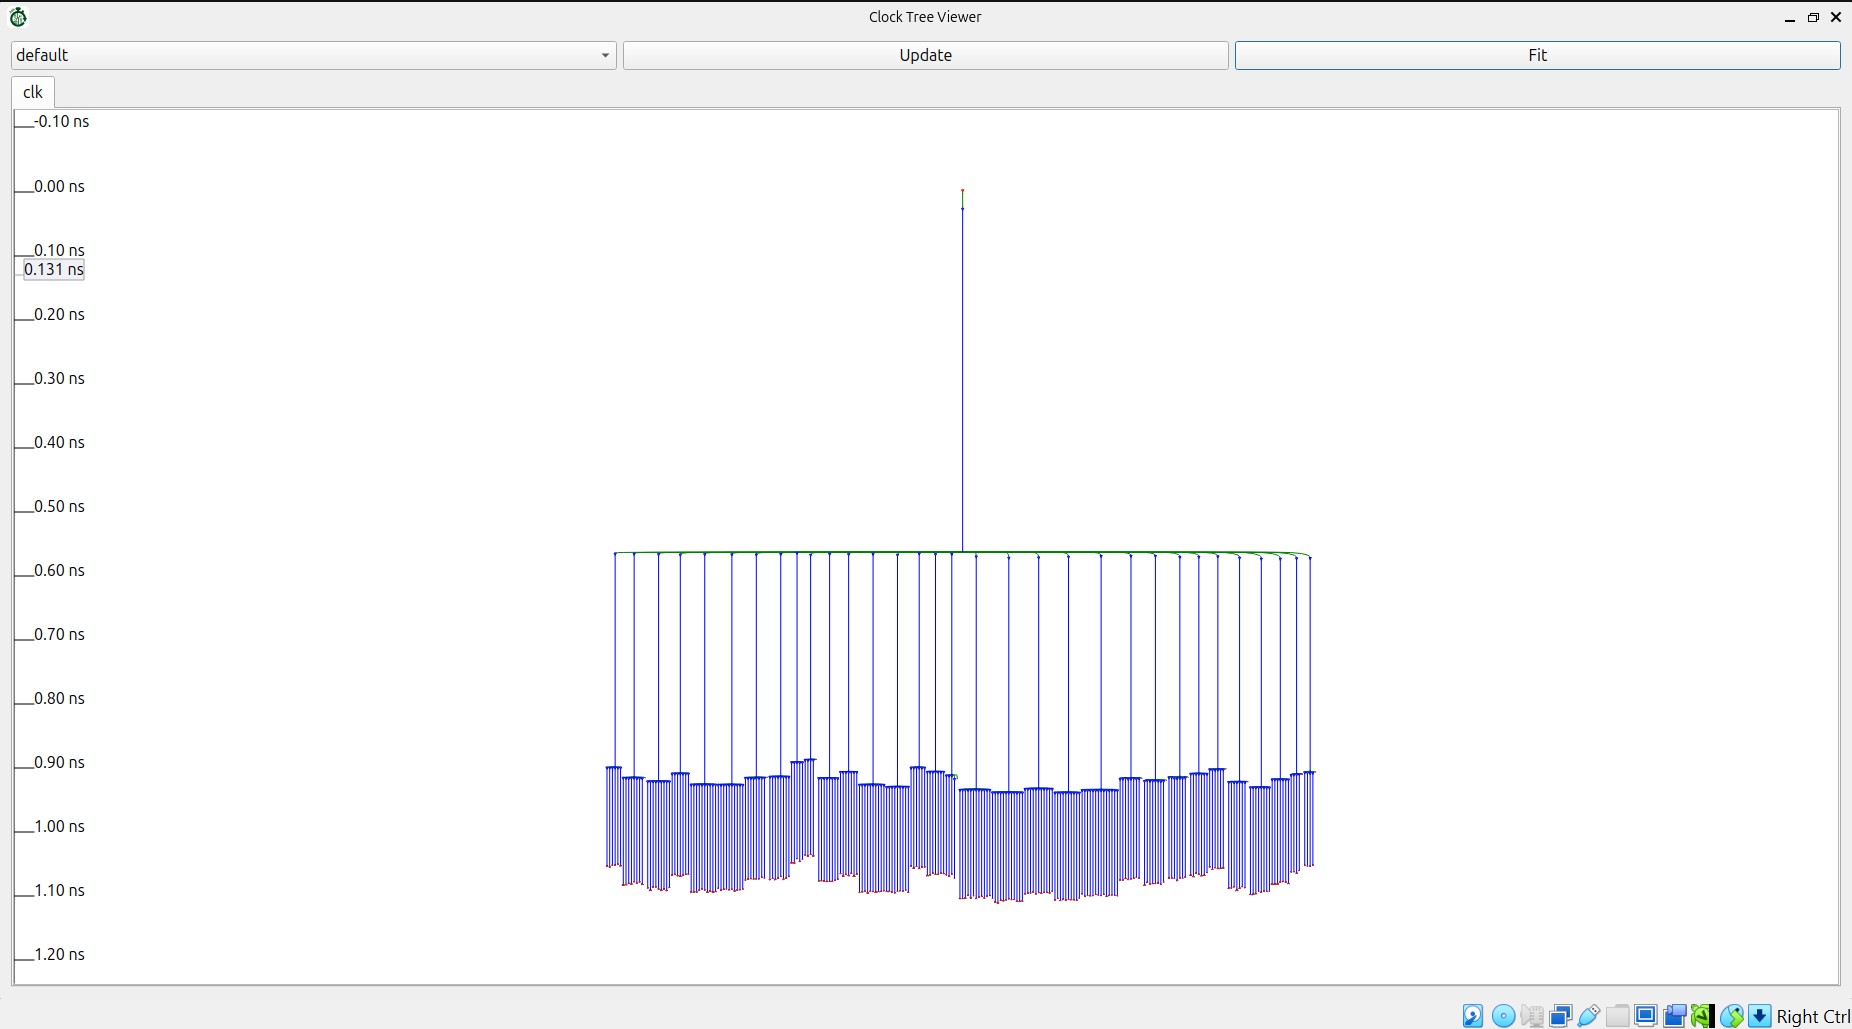 Clock Tree Viewer
default
Update
Fit
clk
-0.10 ns
0.00 ns
0.10 ns
0.131 ns
0.20 ns
0.30 ns
0.40 ns
0.50 ns
0.60 ns
0.70 ns
0.80 ns
0.90 ns
1.00 ns
1.10 ns
1.20 ns
Right Ctrl